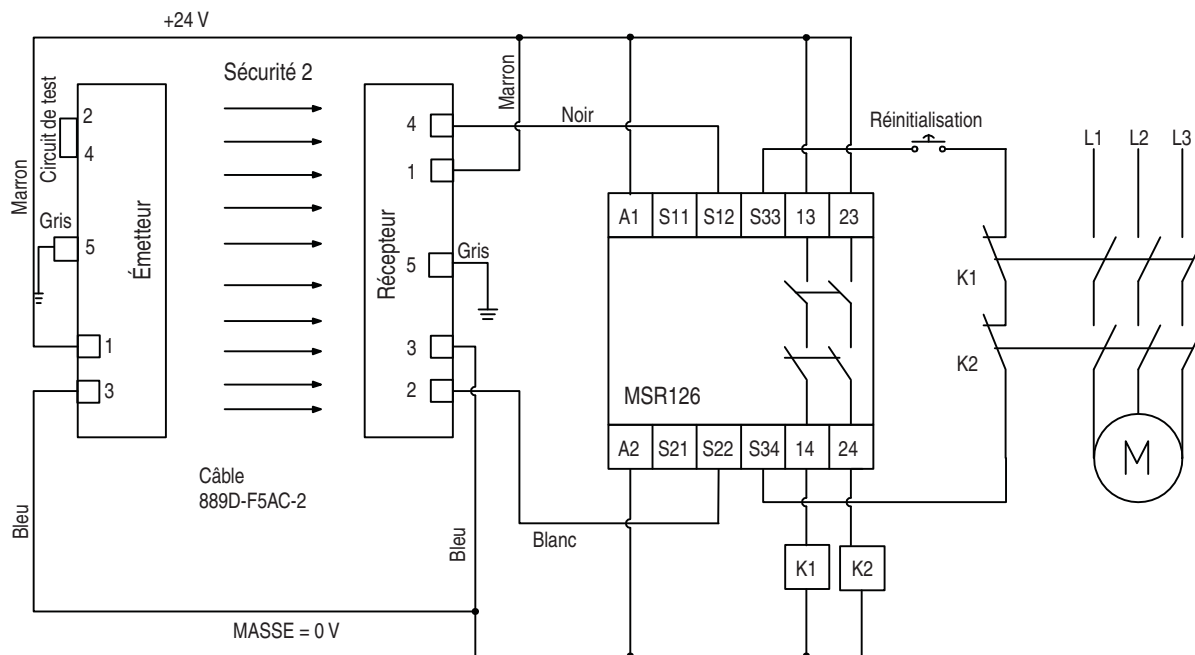 +24 V
Sécurité 2
Circuit de test
2
4
Marron
Gris
5
Émetteur
1
3
Bleu
Câble
889D-F5AC-2
MASSE = 0 V
Récepteur
4
1
5
3
2
Marron
Noir
Gris
Bleu
Blanc
A1 S11 S12 S33 13 23
MSR126
A2 S21 S22 S34 14 24
K1 K2
Réinitialisation
K1
K2
L1 L2 L3
M